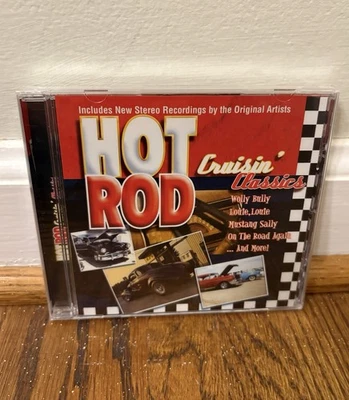 Includes New Stereo Recordings by the Original Artists
HOT
ROD
Cruisin'
Classics
Wolly Bully
Louie, Louie
Mustang Sally
On The Road Again
... And More!